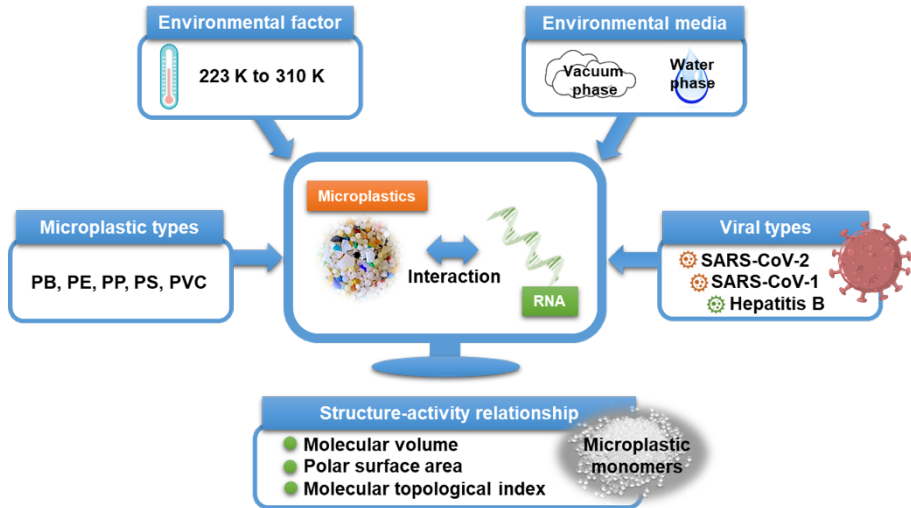 Environmental factor
223 K to 310 K
Environmental media
Vacuum
phase
Water
phase
Microplastic types
PB, PE, PP, PS, PVC
Microplastics
Interaction
RNA
Viral types
SARS-CoV-2
SARS-CoV-1
Hepatitis B
Structure-activity relationship
Molecular volume
Polar surface area
Molecular topological index
Microplastic
monomers